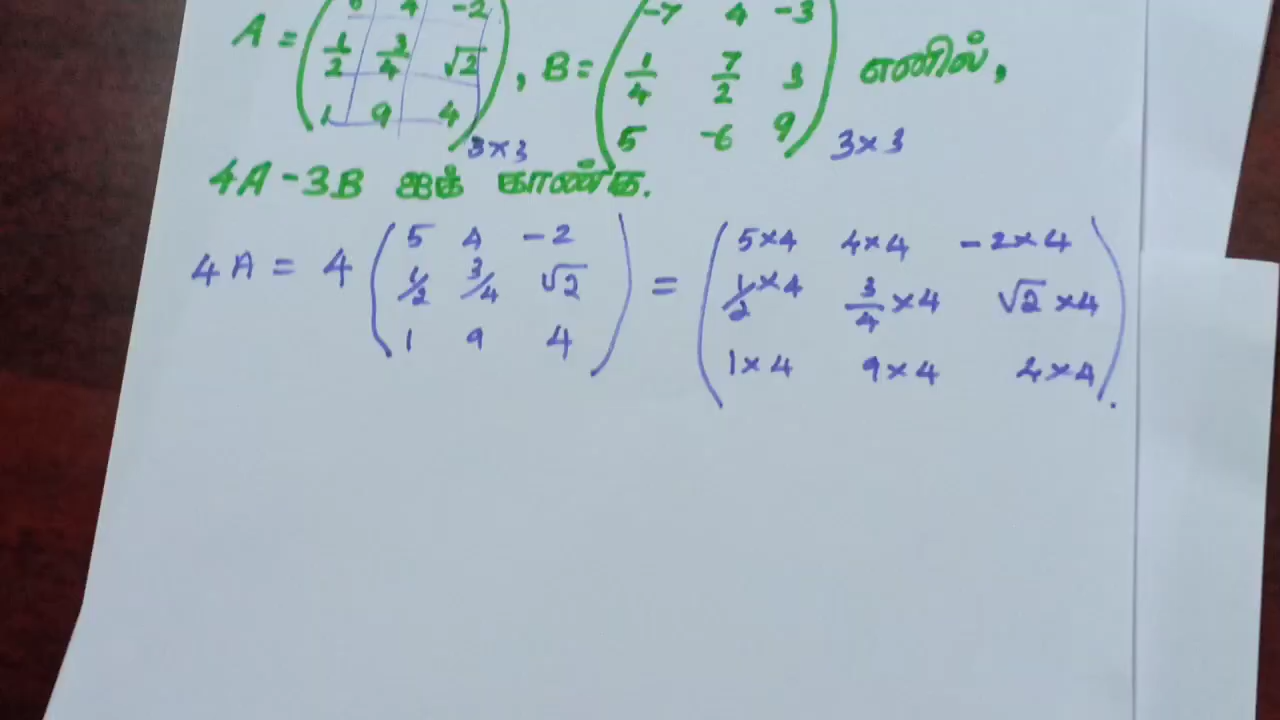 A = ( 4 -2 1/2 3/4 √2 1 9 4 ) 3×3 , B = ( -7 4 -3 1/4 7/2 3 5 -6 9 ) 3×3 எனில்,
4A - 3B ஐக் காண்க.
4A = 4 ( 5 4 -2 1/2 3/4 √2 1 9 4 ) = ( 5×4 4×4 -2×4 1/2×4 3/4×4 √2×4 1×4 9×4 4×4 ) .